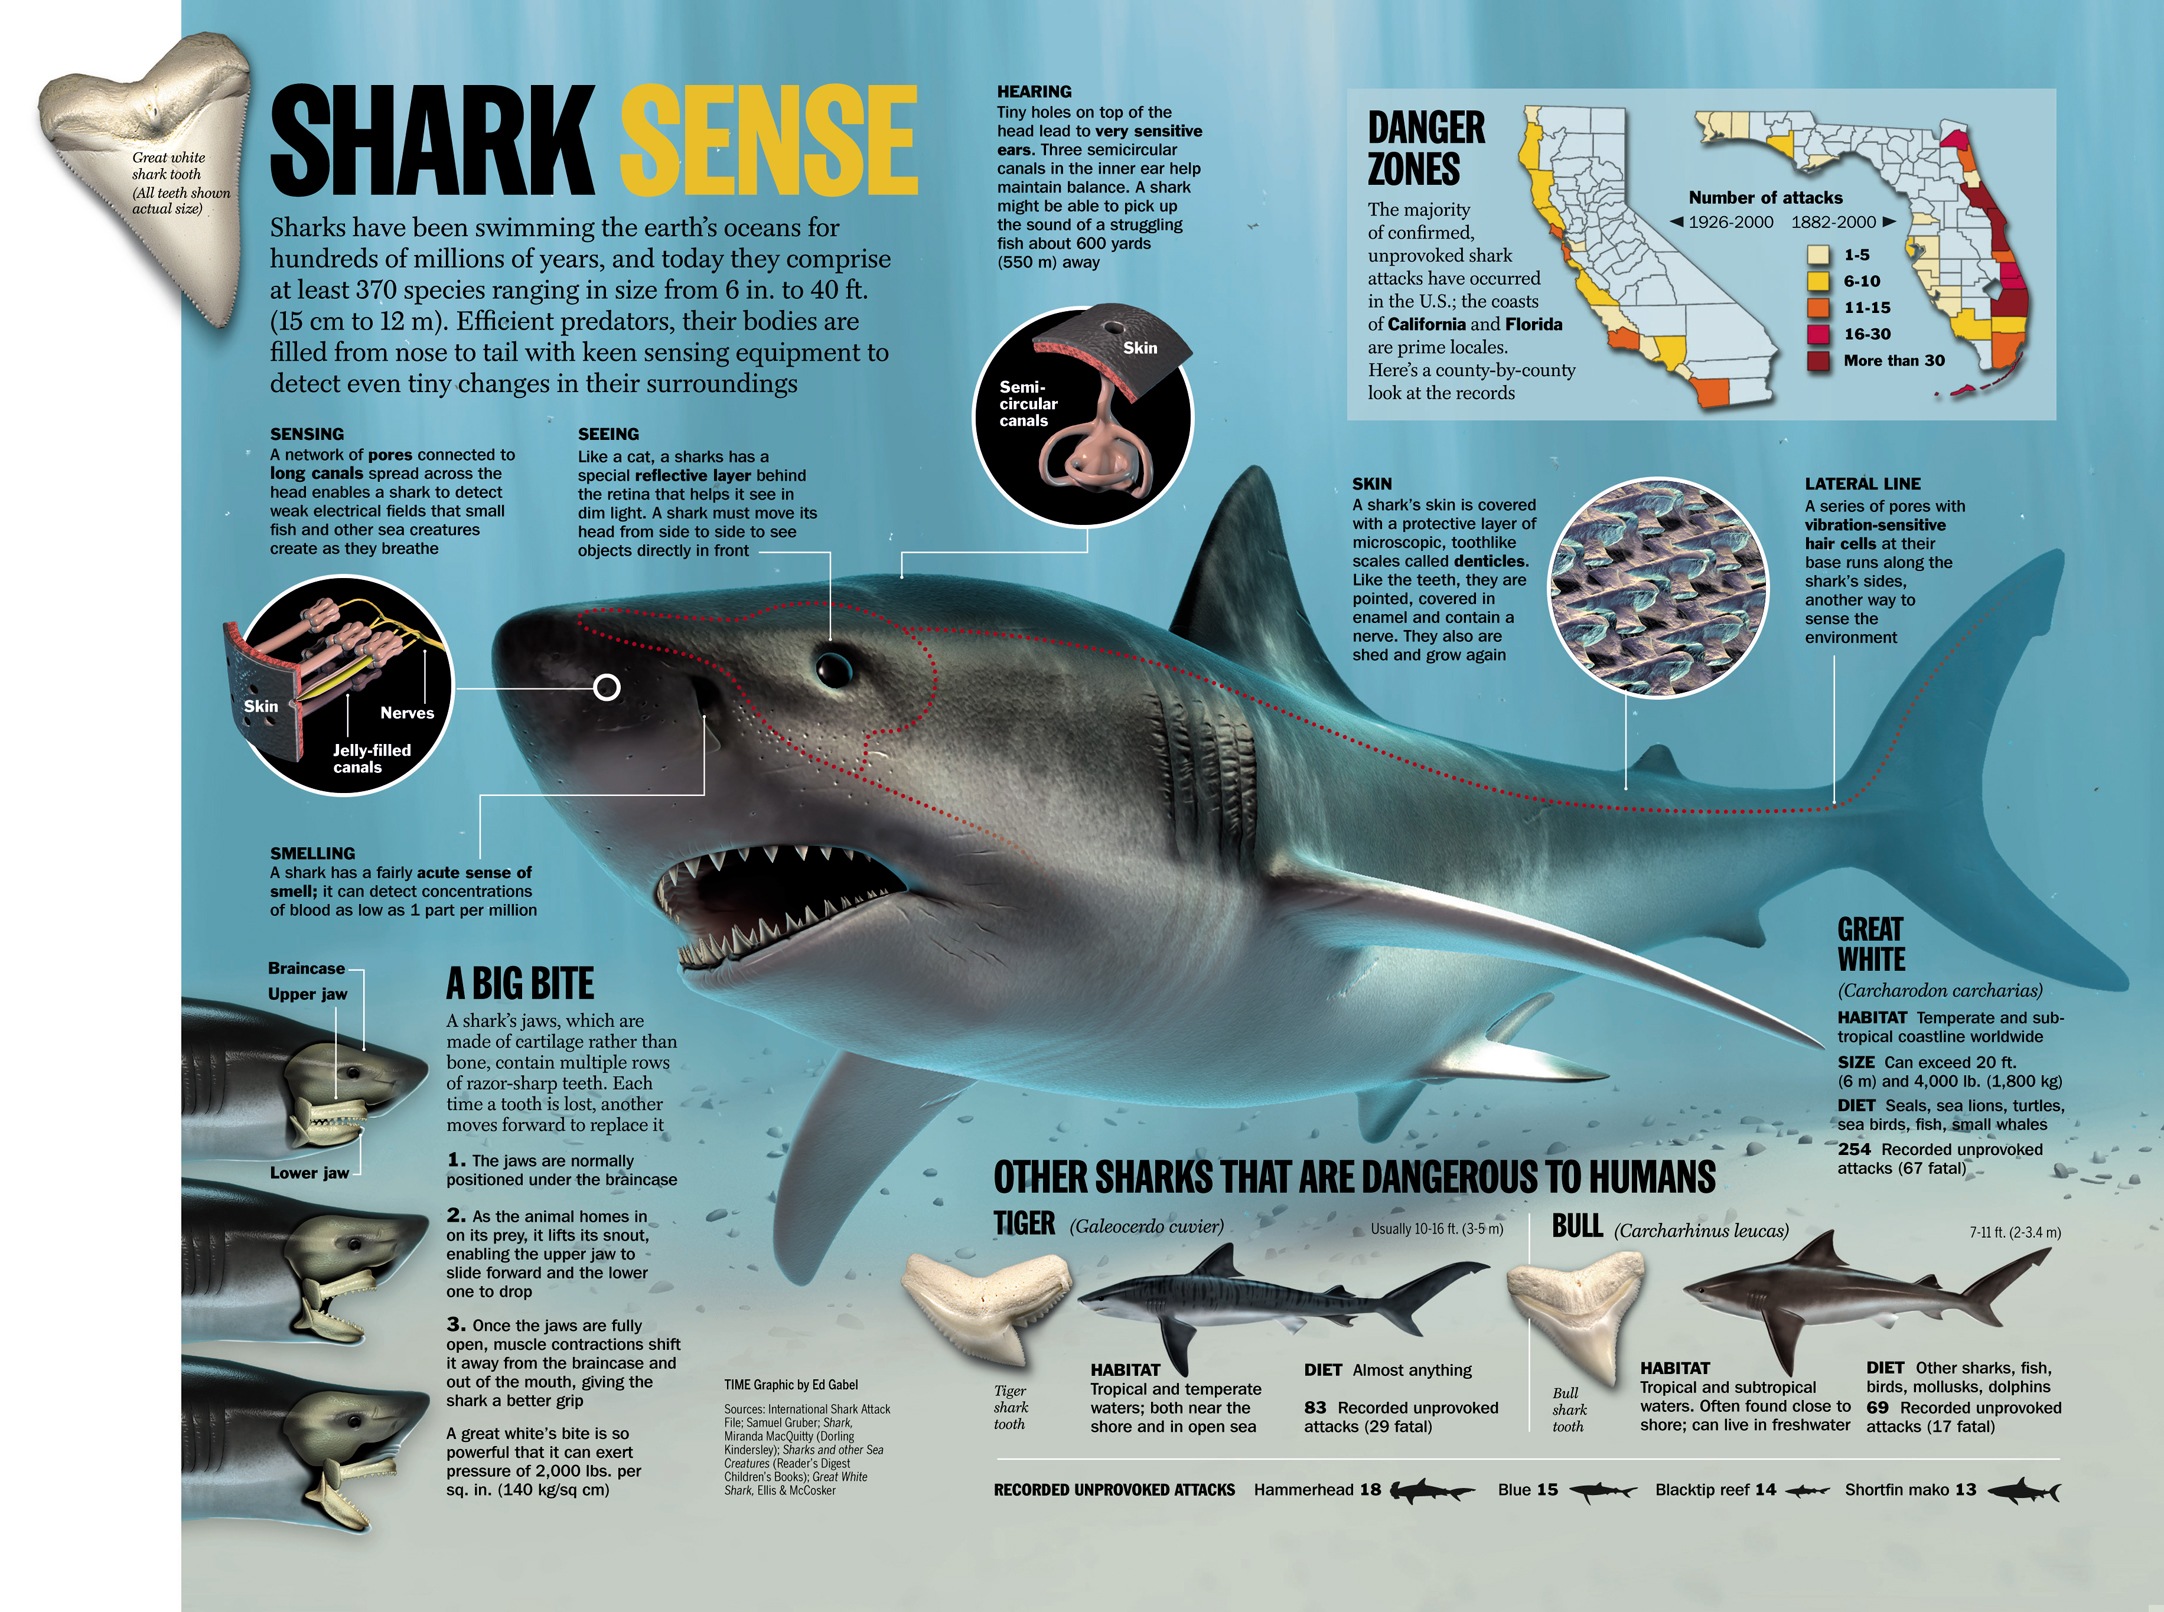 Great white
shark tooth
(All teeth shown
actual size)
SHARK SENSE
Sharks have been swimming the earth's oceans for
hundreds of millions of years, and today they comprise
at least 370 species ranging in size from 6 in. to 40 ft.
(15 cm to 12 m). Efficient predators, their bodies are
filled from nose to tail with keen sensing equipment to
detect even tiny changes in their surroundings
HEARING
Tiny holes on top of the
head lead to very sensitive
ears. Three semicircular
canals in the inner ear help
maintain balance. A shark
might be able to pick up
the sound of a struggling
fish about 600 yards
(550 m) away
Skin
Semi-
circular
canals
DANGER
ZONES
The majority
of confirmed,
unprovoked shark
attacks have occurred
in the U.S.; the coasts
of California and Florida
are prime locales.
Here's a county-by-county
look at the records
Number of attacks
◄ 1926-2000 1882-2000 ►
1-5
6-10
11-15
16-30
More than 30
SENSING
A network of pores connected to
long canals spread across the
head enables a shark to detect
weak electrical fields that small
fish and other sea creatures
create as they breathe
Skin
Nerves
Jelly-filled
canals
SEEING
Like a cat, a sharks has a
special reflective layer behind
the retina that helps it see in
dim light. A shark must move its
head from side to side to see
objects directly in front
SKIN
A shark's skin is covered
with a protective layer of
microscopic, toothlike
scales called denticles.
Like the teeth, they are
pointed, covered in
enamel and contain a
nerve. They also are
shed and grow again
LATERAL LINE
A series of pores with
vibration-sensitive
hair cells at their
base runs along the
shark's sides,
another way to
sense the
environment
SMELLING
A shark has a fairly acute sense of
smell; it can detect concentrations
of blood as low as 1 part per million
Braincase
Upper jaw
Lower jaw
A BIG BITE
A shark's jaws, which are
made of cartilage rather than
bone, contain multiple rows
of razor-sharp teeth. Each
time a tooth is lost, another
moves forward to replace it
1. The jaws are normally
positioned under the braincase
2. As the animal homes in
on its prey, it lifts its snout,
enabling the upper jaw to
slide forward and the lower
one to drop
3. Once the jaws are fully
open, muscle contractions shift
it away from the braincase and
out of the mouth, giving the
shark a better grip
A great white's bite is so
powerful that it can exert
pressure of 2,000 lbs. per
sq. in. (140 kg/sq cm)
TIME Graphic by Ed Gabel
Sources: International Shark Attack
File; Samuel Gruber; Shark,
Miranda MacQuitty (Dorling
Kindersley); Sharks and other Sea
Creatures (Reader's Digest
Children's Books); Great White
Shark, Ellis & McCosker
GREAT
WHITE
(Carcharodon carcharias)
HABITAT Temperate and sub-
tropical coastline worldwide
SIZE Can exceed 20 ft.
(6 m) and 4,000 lb. (1,800 kg)
DIET Seals, sea lions, turtles,
sea birds, fish, small whales
254 Recorded unprovoked
attacks (67 fatal)
OTHER SHARKS THAT ARE DANGEROUS TO HUMANS
TIGER (Galeocerdo cuvier) Usually 10-16 ft. (3-5 m)
Tiger
shark
tooth
HABITAT
Tropical and temperate
waters; both near the
shore and in open sea
DIET Almost anything
83 Recorded unprovoked
attacks (29 fatal)
BULL (Carcharhinus leucas) 7-11 ft. (2-3.4 m)
Bull
shark
tooth
HABITAT
Tropical and subtropical
waters. Often found close to
shore; can live in freshwater
DIET Other sharks, fish,
birds, mollusks, dolphins
69 Recorded unprovoked
attacks (17 fatal)
RECORDED UNPROVOKED ATTACKS Hammerhead 18 Blue 15 Blacktip reef 14 Shortfin mako 13